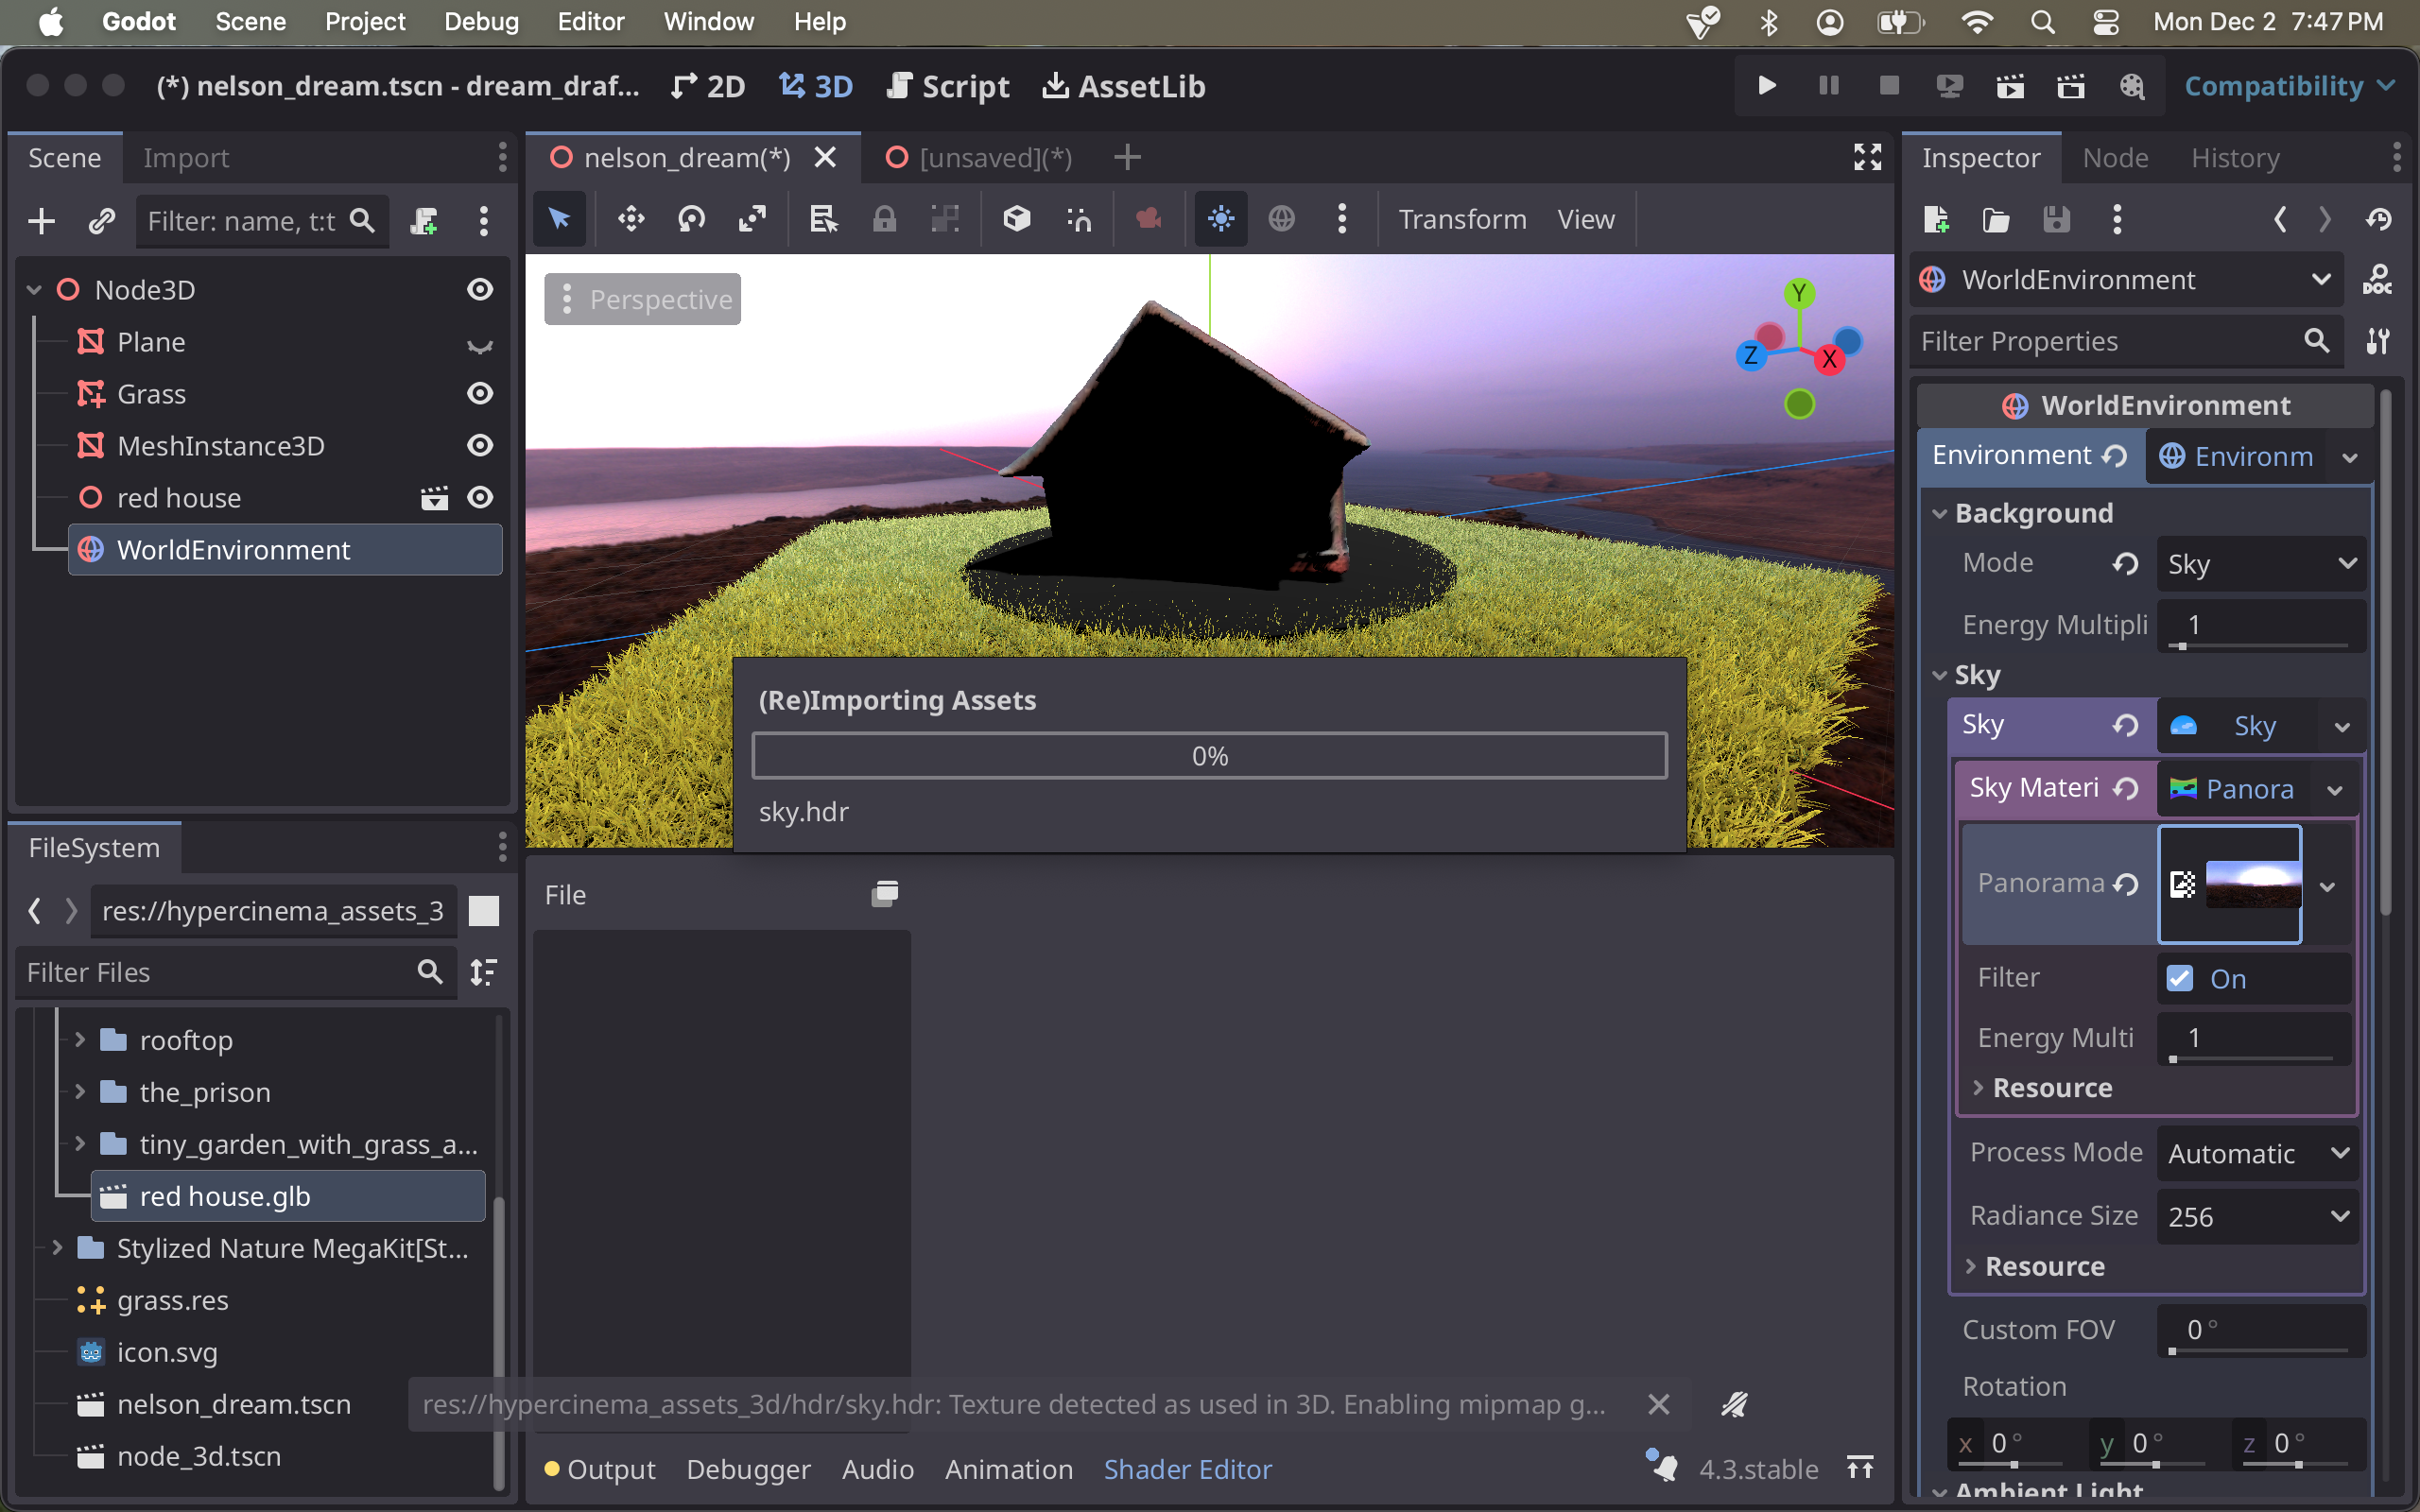 Godot Scene Project Debug Editor Window Help Mon Dec 2 7:47 PM
(*) nelson_dream.tscn - dream_draf... 2D 3D Script AssetLib Compatibility
Scene Import
nelson_dream(*) [unsaved](*)
Inspector Node History
Filter: name, t:t
Transform View
Node3D
Plane
Grass
MeshInstance3D
red house
WorldEnvironment
Perspective
Y
Z
X
(Re)Importing Assets
0%
sky.hdr
WorldEnvironment
DOC
Filter Properties
WorldEnvironment
Environment Environm
Background
Mode Sky
Energy Multipli 1
Sky
Sky Sky
Sky Materi Panora
Panorama
Filter On
Energy Multi 1
Resource
Process Mode Automatic
Radiance Size 256
Resource
Custom FOV 0°
Rotation
x 0° y 0° z 0°
Ambient Light
FileSystem
res://hypercinema_assets_3
Filter Files
rooftop
the_prison
tiny_garden_with_grass_a...
red house.glb
Stylized Nature MegaKit[St...
grass.res
icon.svg
nelson_dream.tscn
node_3d.tscn
File
res://hypercinema_assets_3d/hdr/sky.hdr: Texture detected as used in 3D. Enabling mipmap g...
Output Debugger Audio Animation Shader Editor 4.3.stable